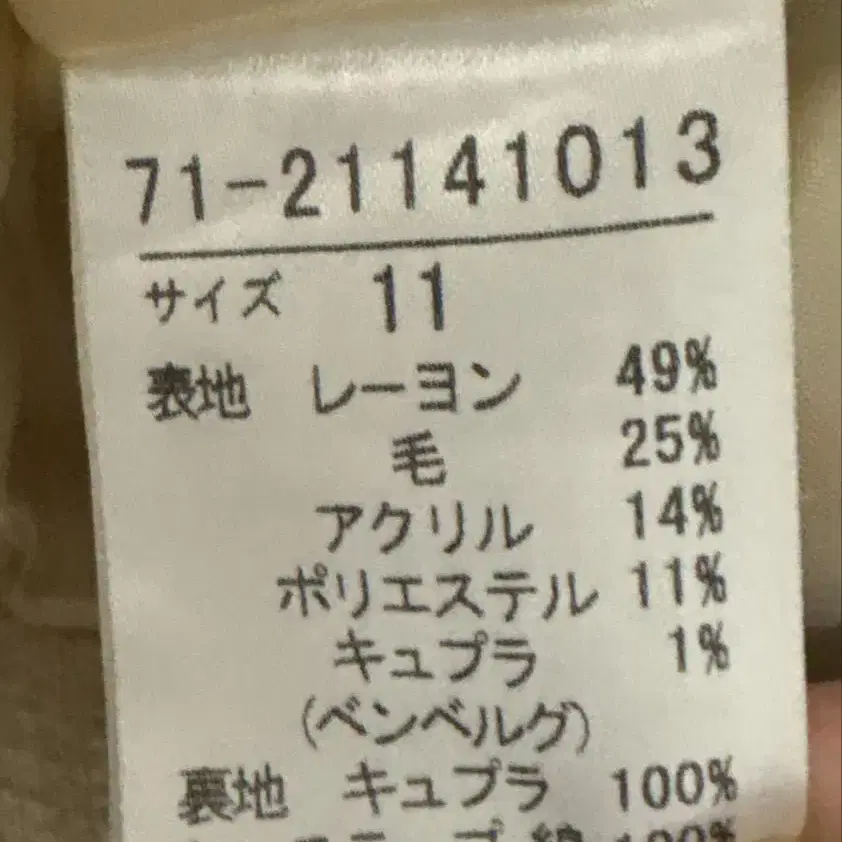 71-21141013
サイズ 11
表地 レーヨン 49%
毛 25%
アクリル 14%
ポリエステル 11%
キュプラ 1%
(ベンベルグ)
裏地 キュプラ 100%